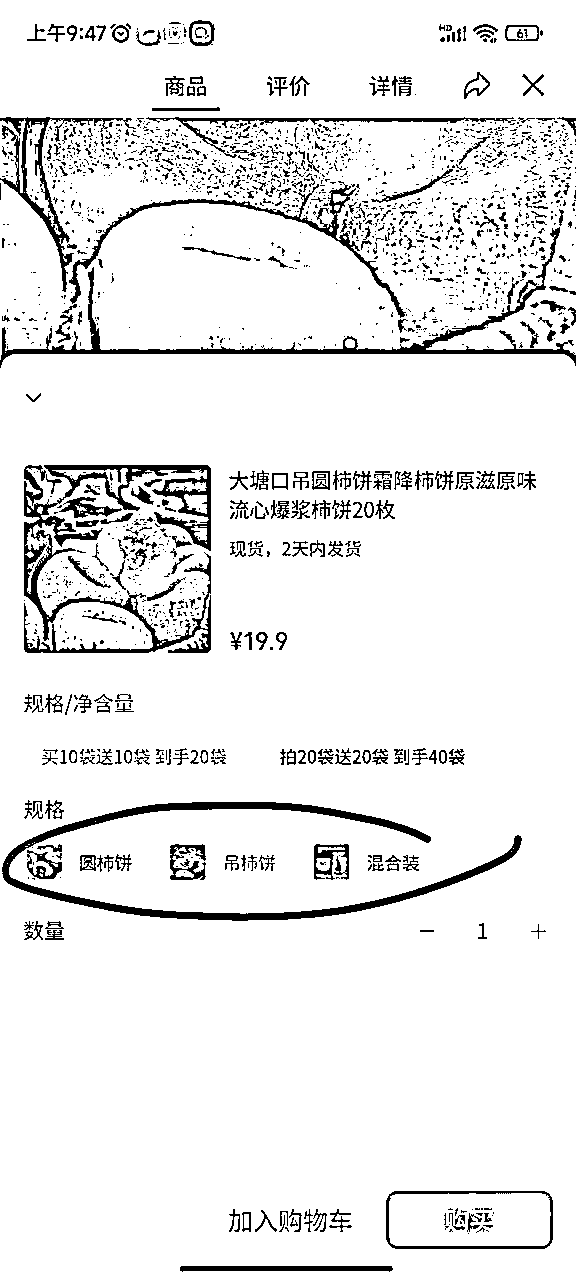 上午9:47 HD 61
商品 评价 详情
大塘口吊圆柿饼霜降柿饼原滋原味
流心爆浆柿饼20枚
现货，2天内发货
¥19.9
规格/净含量
买10袋送10袋 到手20袋 拍20袋送20袋 到手40袋
规格
圆柿饼 吊柿饼 混合装
数量 − 1 +
加入购物车 购买